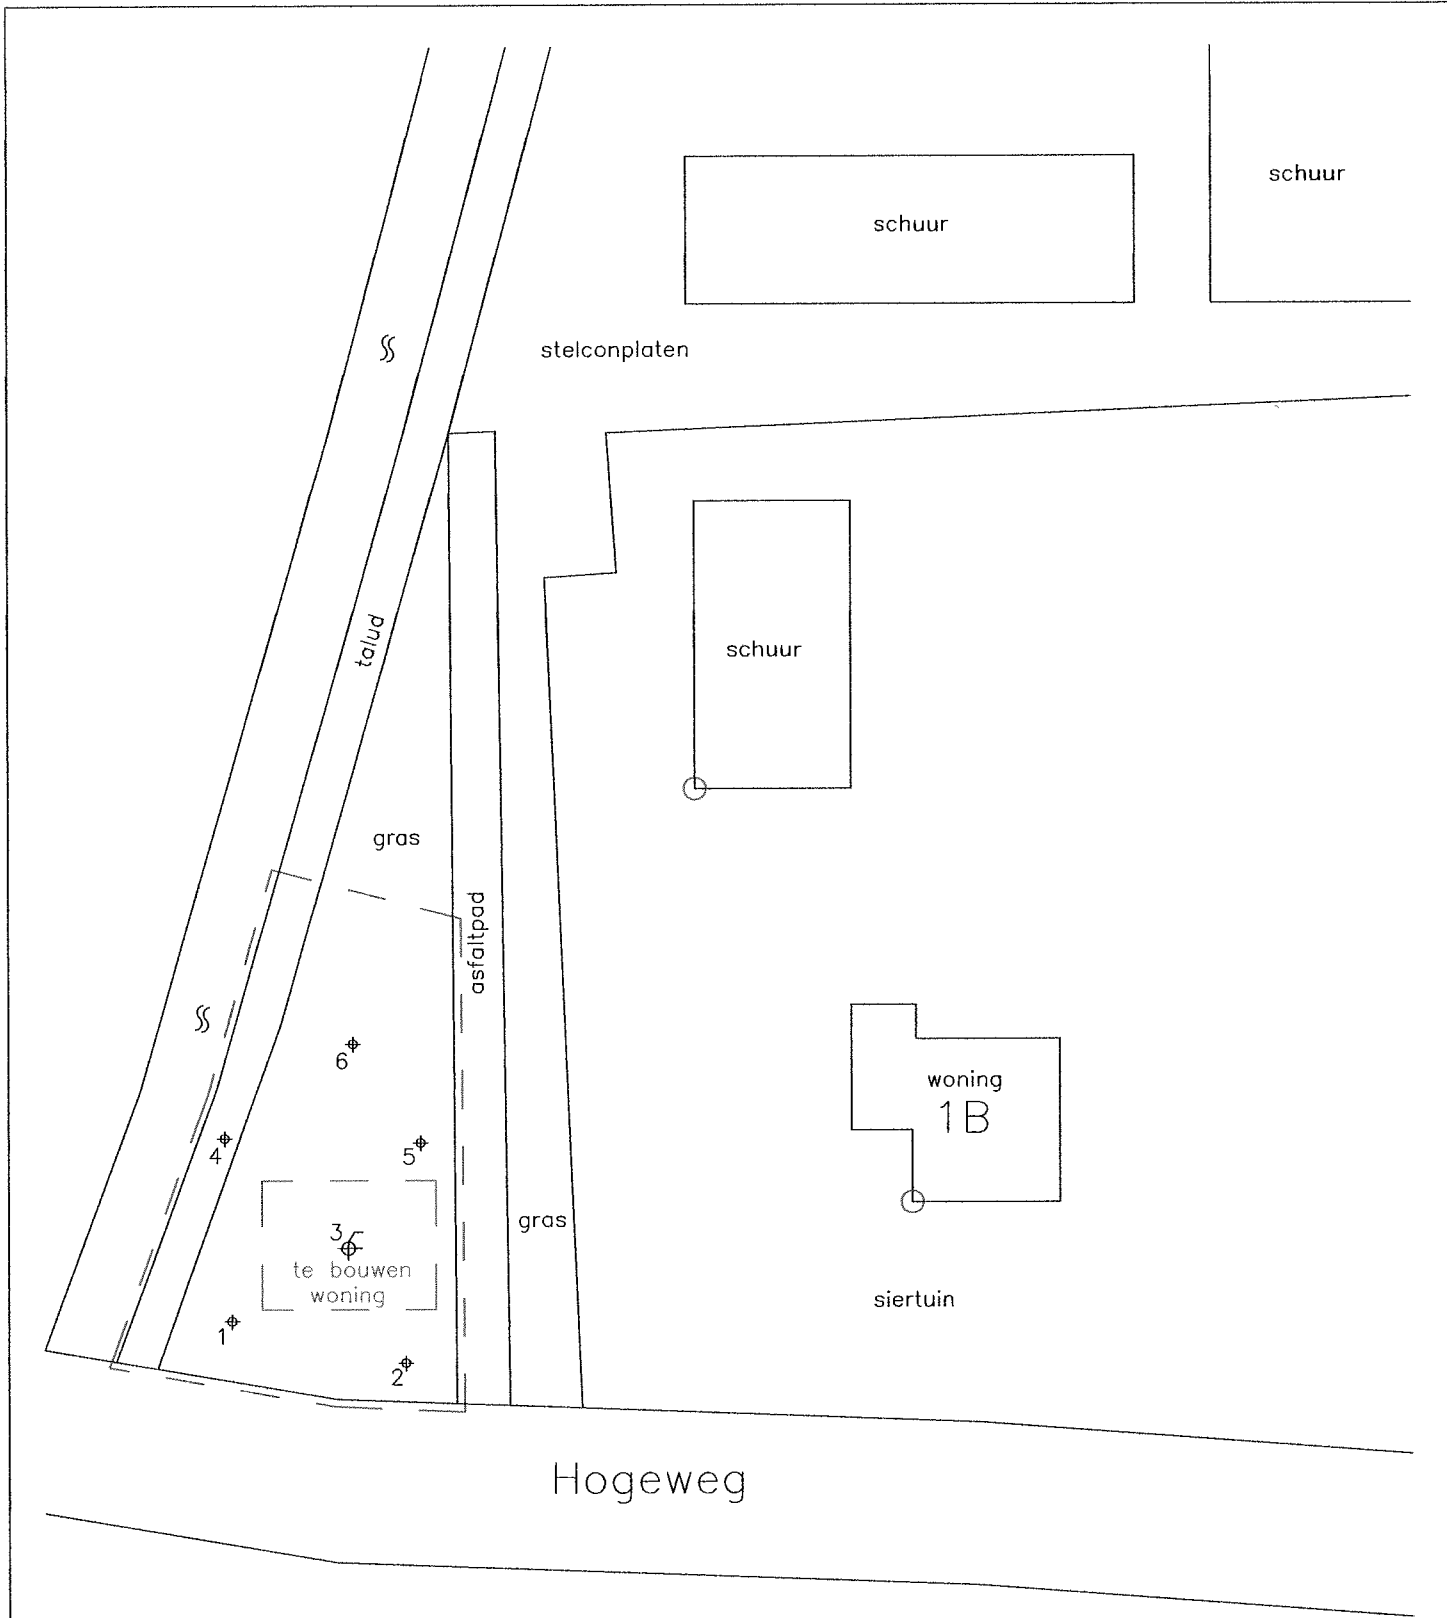 schuur
schuur
stelconplaten
talud
schuur
gras
asfaltpad
6
woning
1B
4
5
3
gras
te bouwen
woning
siertuin
1
2
Hogeweg